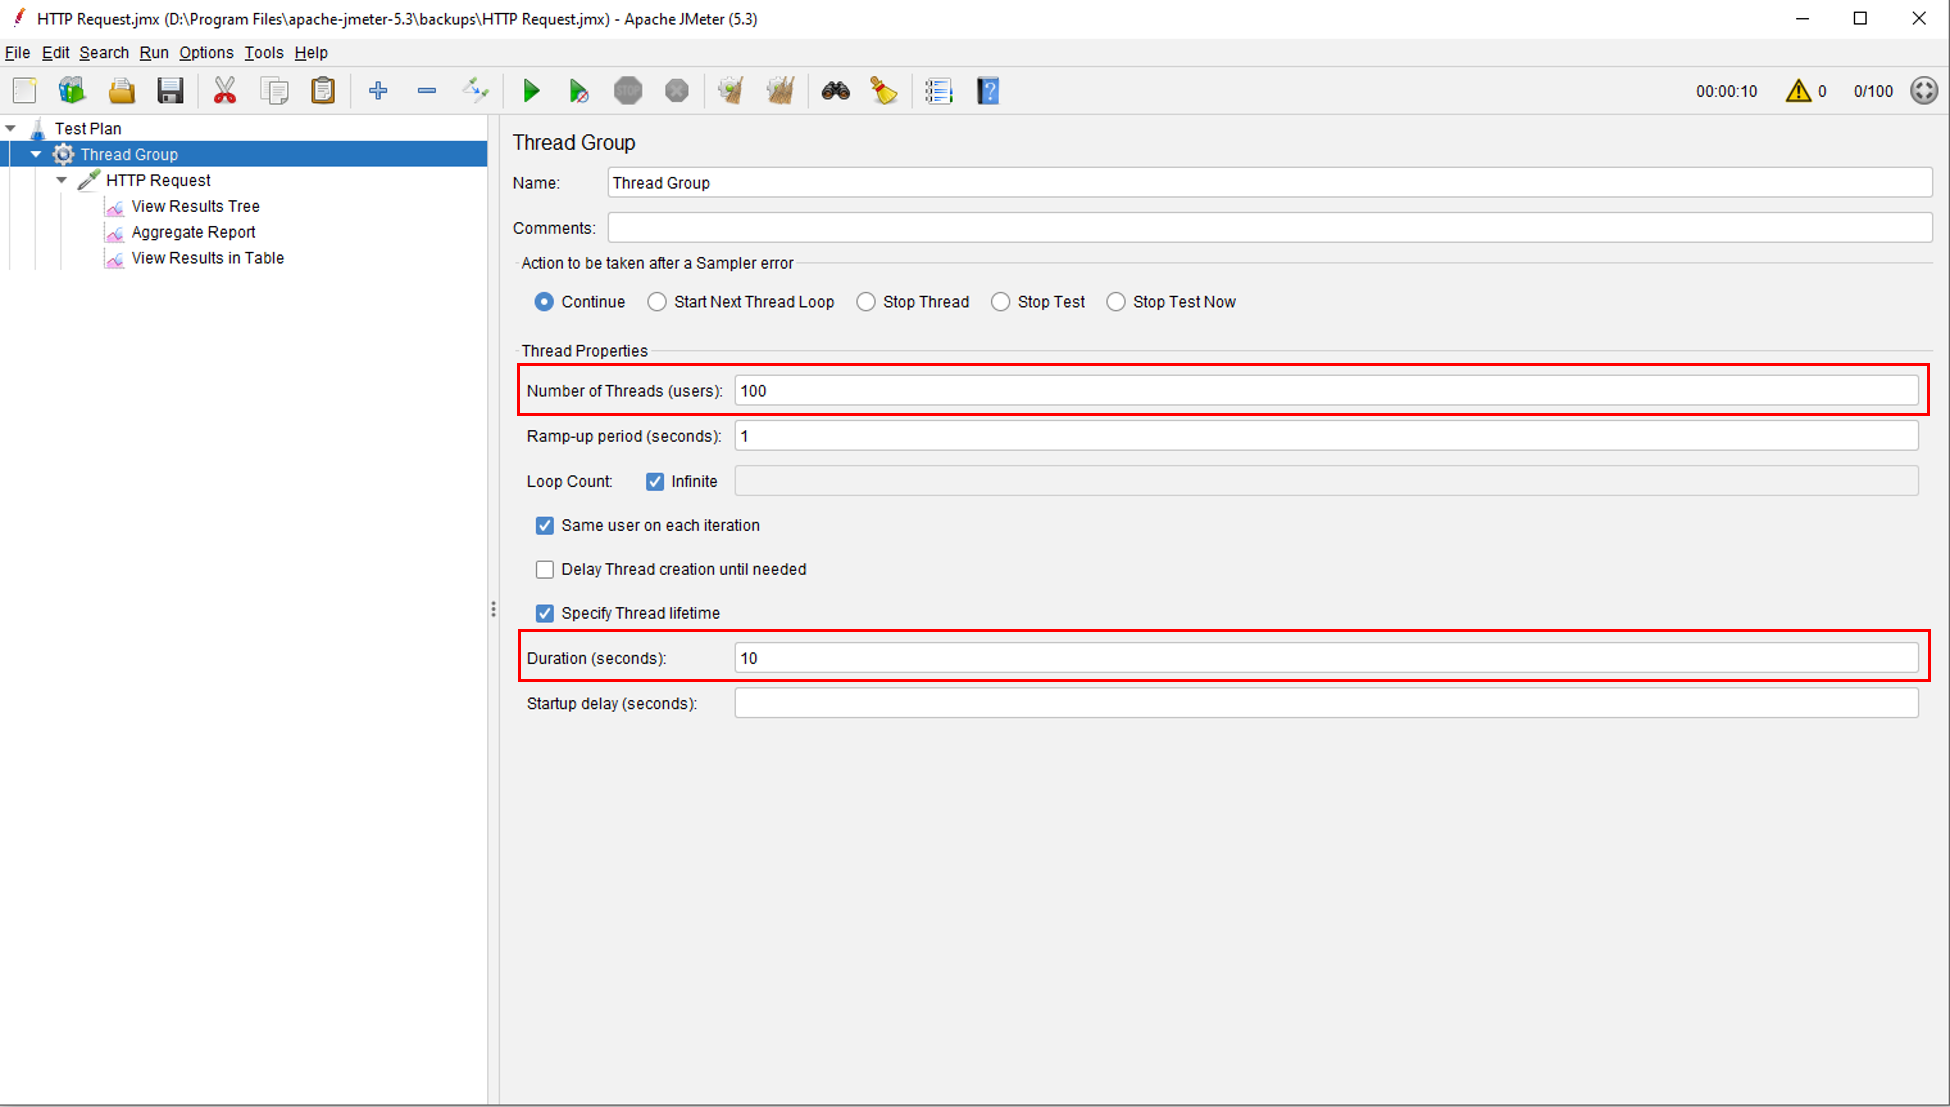 HTTP Request.jmx (D:\Program Files\apache-jmeter-5.3\backups\HTTP Request.jmx) - Apache JMeter (5.3)
File Edit Search Run Options Tools Help
STOP ? 00:00:10 0 0/100
Test Plan
Thread Group
HTTP Request
View Results Tree
Aggregate Report
View Results in Table
Thread Group
Name: Thread Group
Comments:
Action to be taken after a Sampler error
Continue Start Next Thread Loop Stop Thread Stop Test Stop Test Now
Thread Properties
Number of Threads (users): 100
Ramp-up period (seconds): 1
Loop Count: Infinite
Same user on each iteration
Delay Thread creation until needed
Specify Thread lifetime
Duration (seconds): 10
Startup delay (seconds):